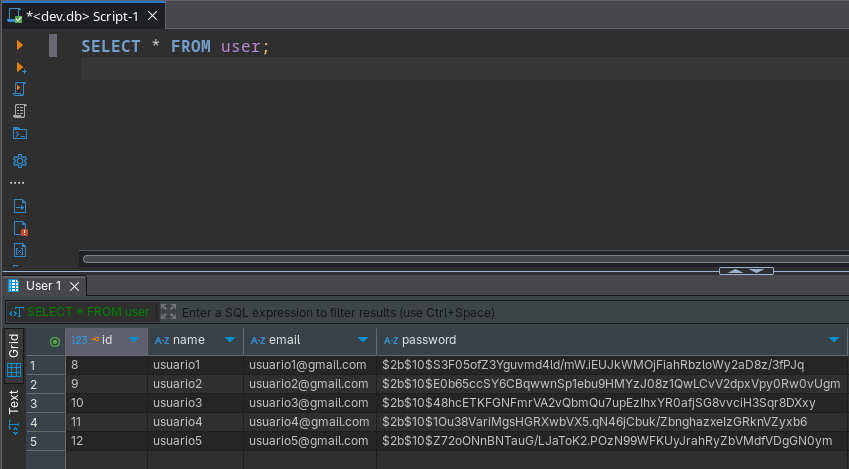 *<dev.db> Script-1
SELECT * FROM user;
User 1
SELECT * FROM user
Enter a SQL expression to filter results (use Ctrl+Space)
Grid
Text
123 id A-Z name A-Z email A-Z password
1 8 usuario1 usuario1@gmail.com $2b$10$S3F05ofZ3Yguvmd4ld/mW.iEUJkWMOjFiahRbzloWy2aD8z/3fPJq
2 9 usuario2 usuario2@gmail.com $2b$10$E0b65ccSY6CBqwwnSp1ebu9HMYzJ08z1QwLCvV2dpxVpy0Rw0vUgm
3 10 usuario3 usuario3@gmail.com $2b$10$48hcETKFGNFmrVA2vQbmQu7upEzIhxYR0afjSG8vvciH3Sqr8DXxy
4 11 usuario4 usuario4@gmail.com $2b$10$1Ou38VariMgsHGRXwbVX5.qN46jCbuk/ZbnghazxeIzGRknVZyxb6
5 12 usuario5 usuario5@gmail.com $2b$10$Z72oONnBNTauG/LJaToK2.POzN99WFKUyJrahRyZbVMdfVDgGN0ym